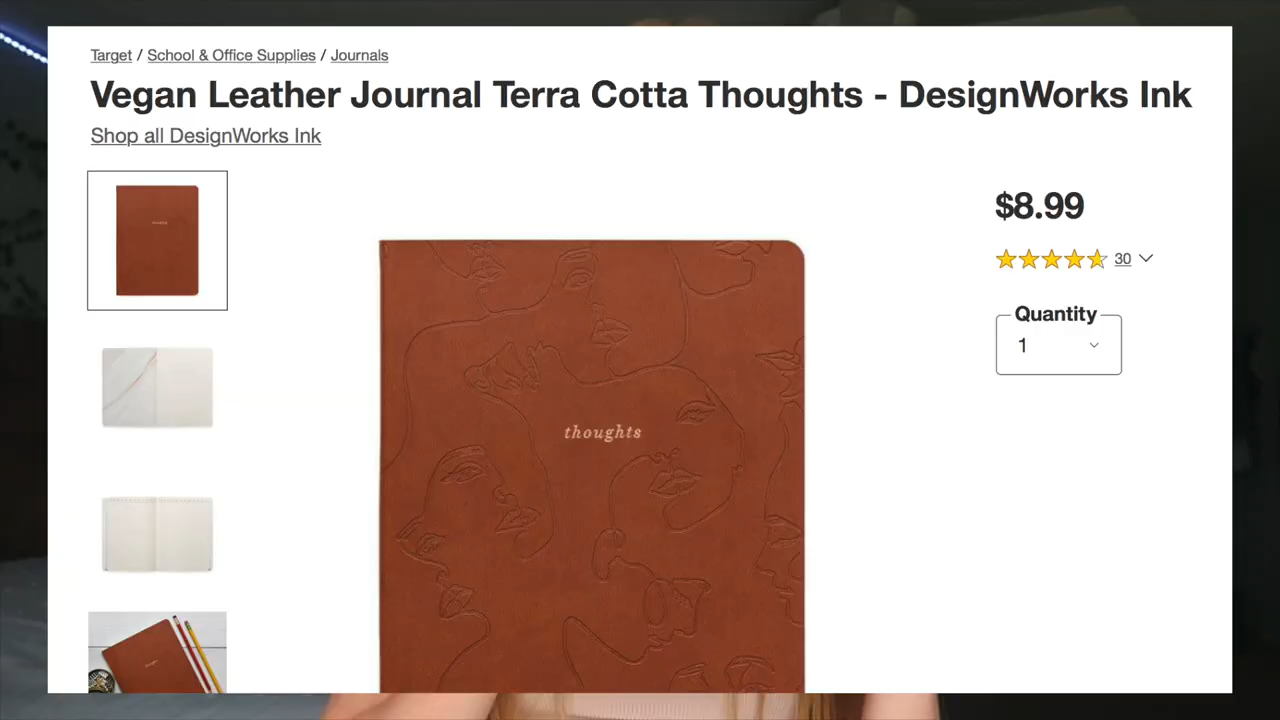 Target / School & Office Supplies / Journals
Vegan Leather Journal Terra Cotta Thoughts - DesignWorks Ink
Shop all DesignWorks Ink
$8.99
30
Quantity
1
thoughts